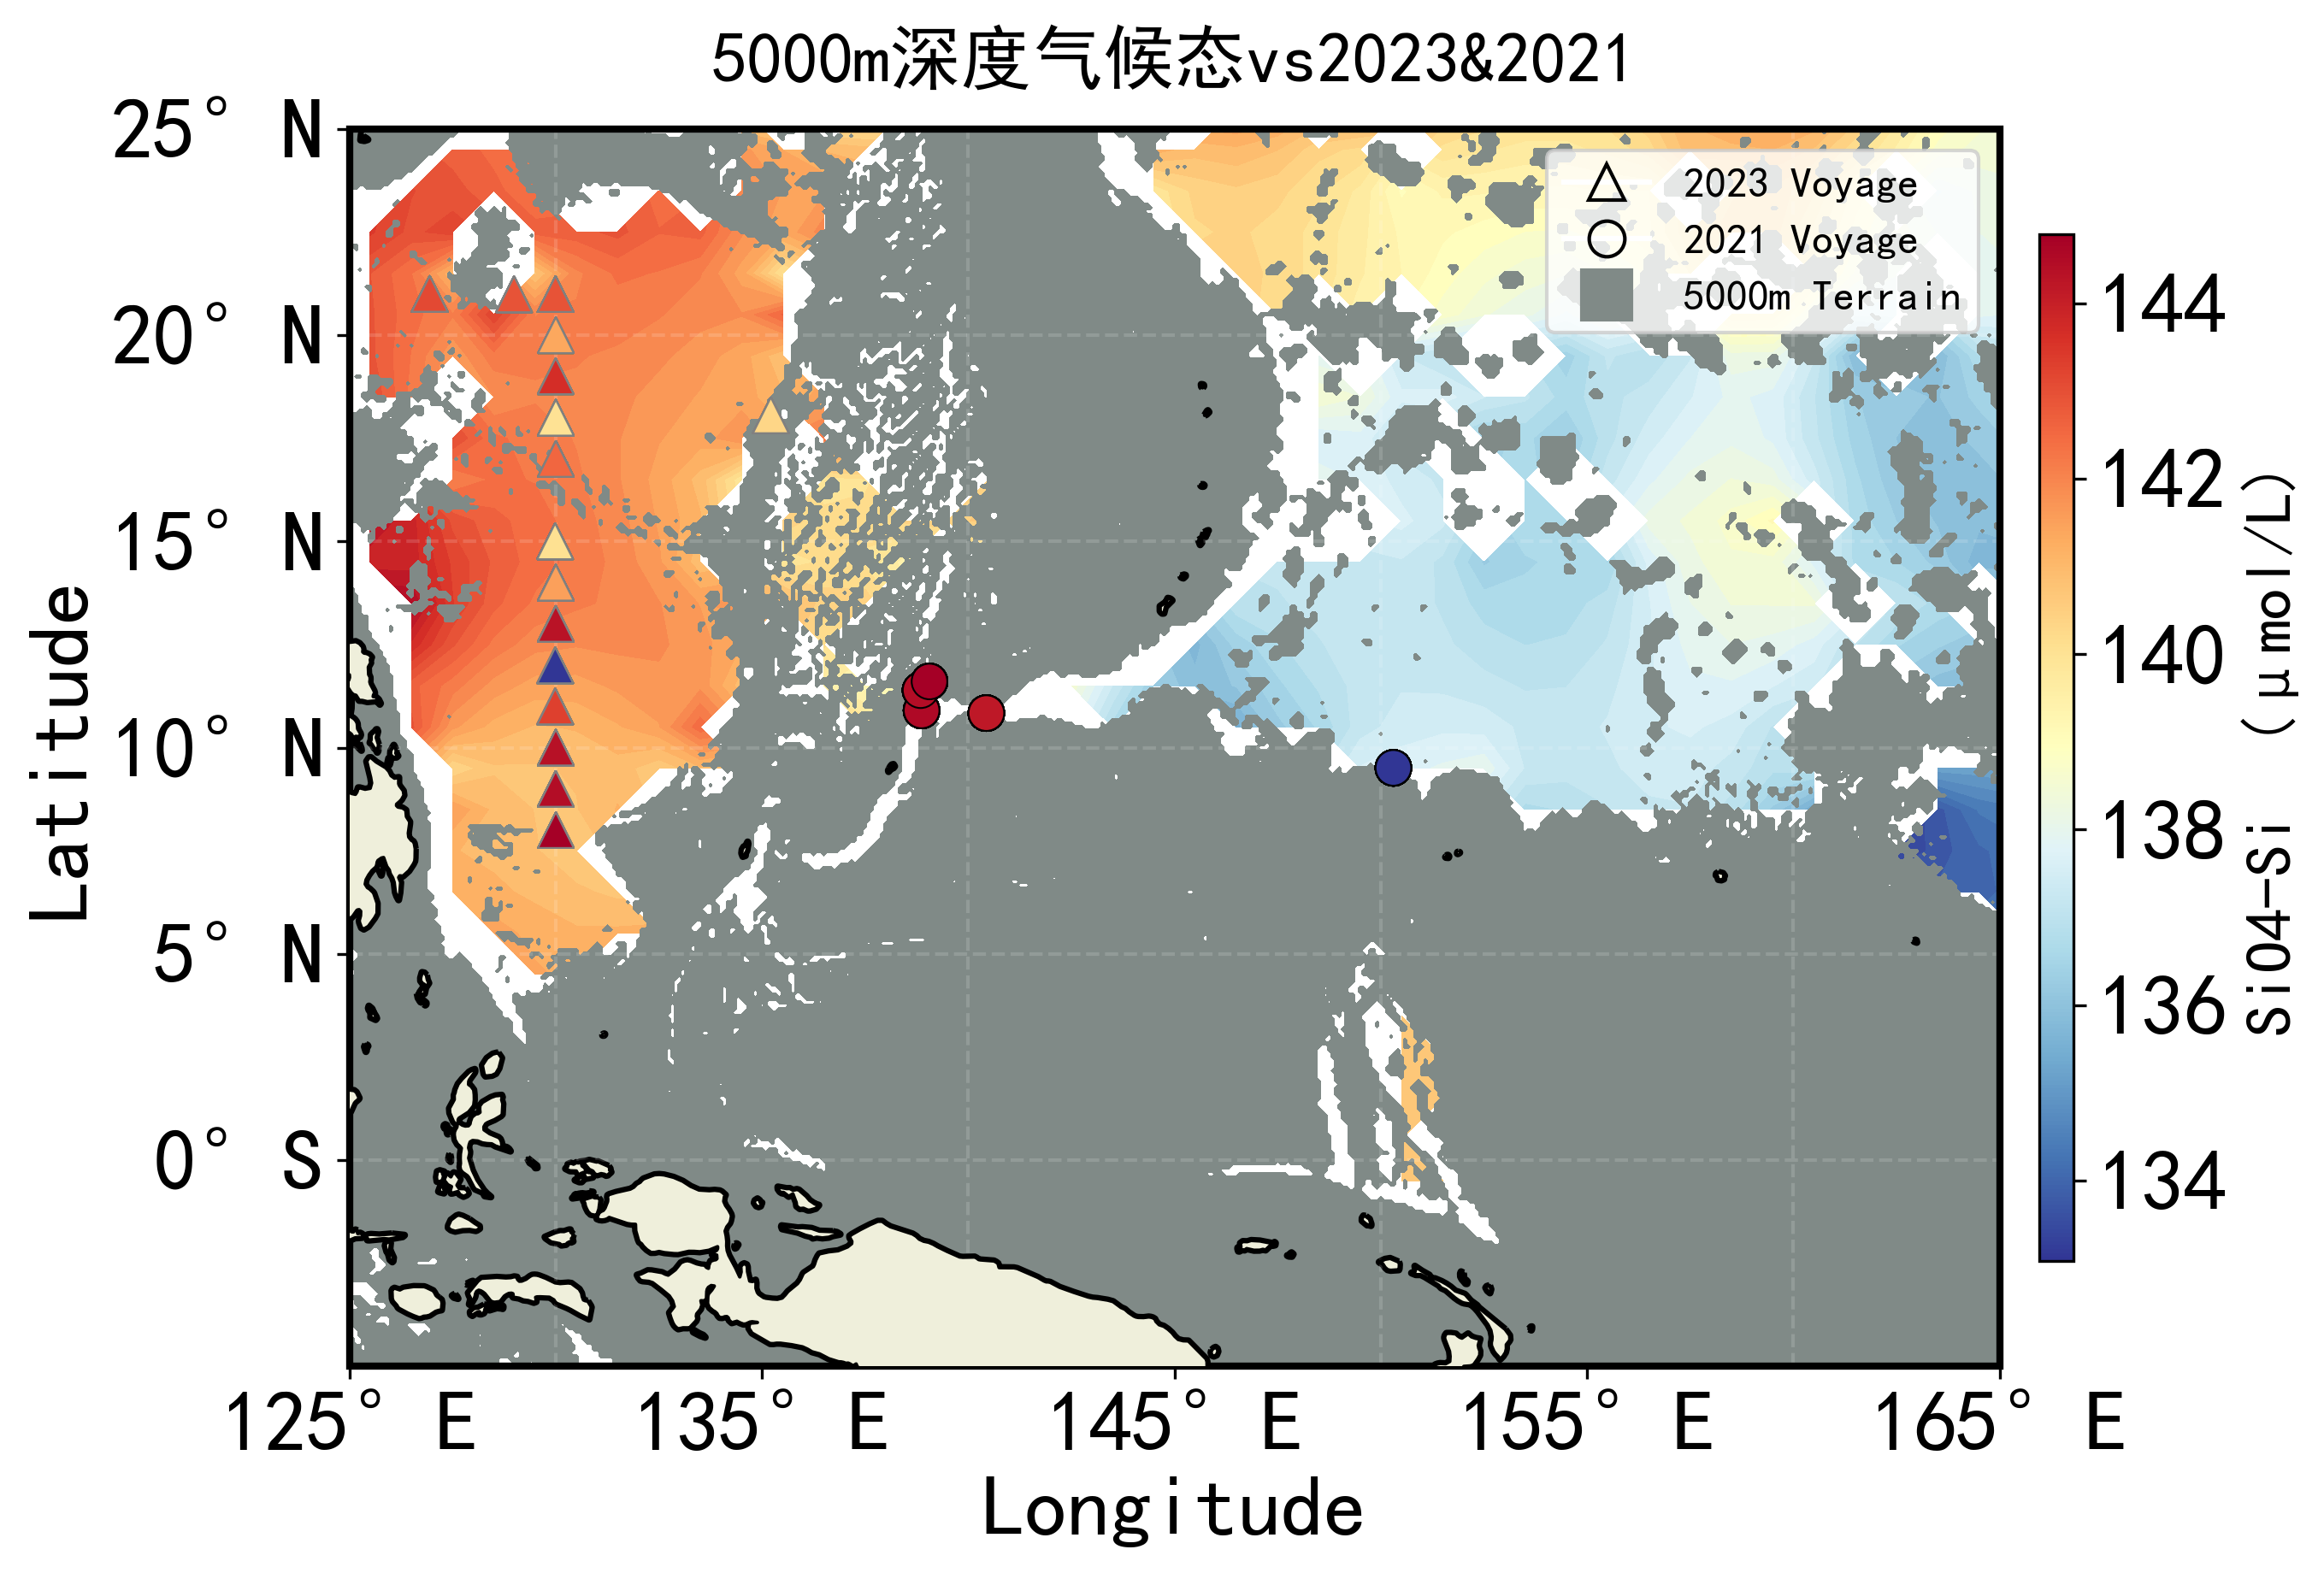 5000m深度气候态vs2023&2021
25° N
20° N
15° N
10° N
5° N
0° S
Latitude
125° E
135° E
145° E
155° E
165° E
Longitude
2023 Voyage
2021 Voyage
5000m Terrain
144
142
140
138
136
134
SiO4-Si (μmol/L)